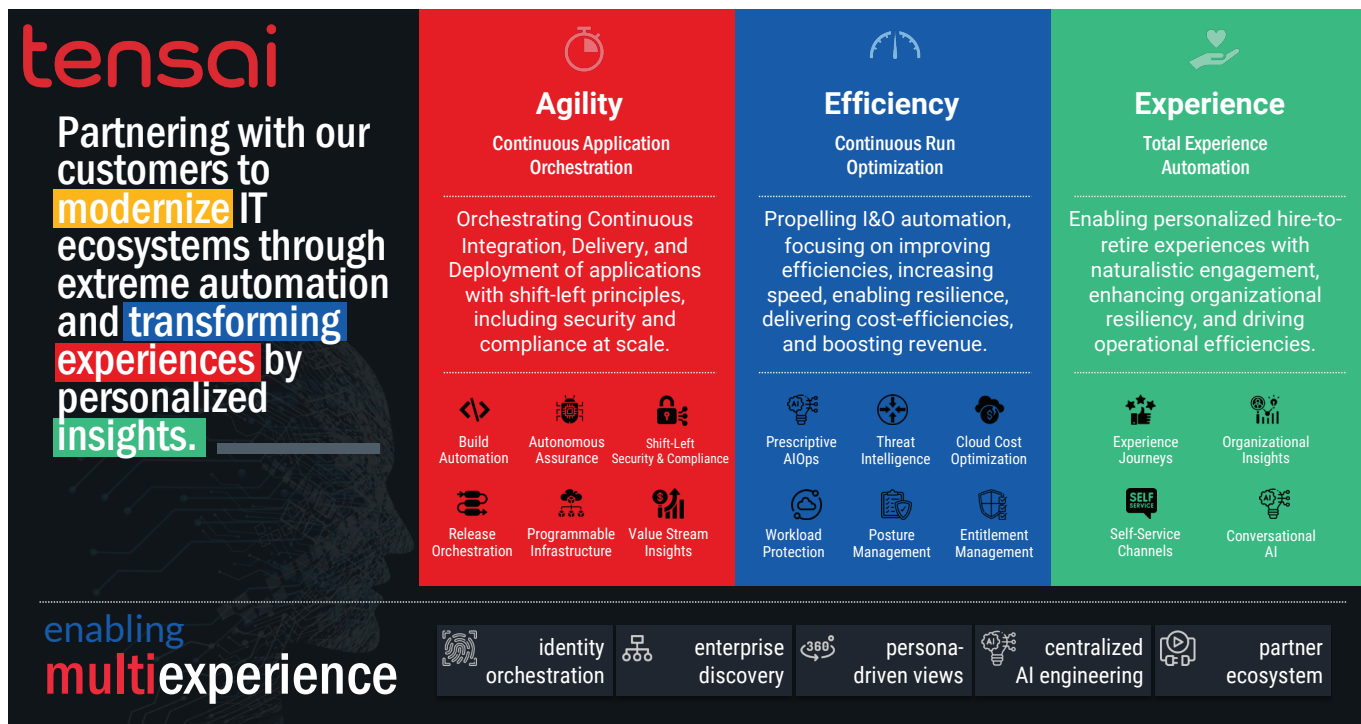 tensai
Partnering with our
customers to
modernize IT
ecosystems through
extreme automation
and transforming
experiences by
personalized
insights.
Agility
Continuous Application
Orchestration
Orchestrating Continuous
Integration, Delivery, and
Deployment of applications
with shift-left principles,
including security and
compliance at scale.
Build
Automation
Autonomous
Assurance
Shift-Left
Security & Compliance
Release
Orchestration
Programmable
Infrastructure
Value Stream
Insights
Efficiency
Continuous Run
Optimization
Propelling I&O automation,
focusing on improving
efficiencies, increasing
speed, enabling resilience,
delivering cost-efficiencies,
and boosting revenue.
AI
Prescriptive
AIOps
Threat
Intelligence
Cloud Cost
Optimization
Workload
Protection
Posture
Management
Entitlement
Management
Experience
Total Experience
Automation
Enabling personalized hire-to-
retire experiences with
naturalistic engagement,
enhancing organizational
resiliency, and driving
operational efficiencies.
Experience
Journeys
Organizational
Insights
SELF
SERVICE
Self-Service
Channels
AI
Conversational
AI
enabling
multiexperience
identity
orchestration
enterprise
discovery
360°
persona-
driven views
AI
centralized
AI engineering
partner
ecosystem